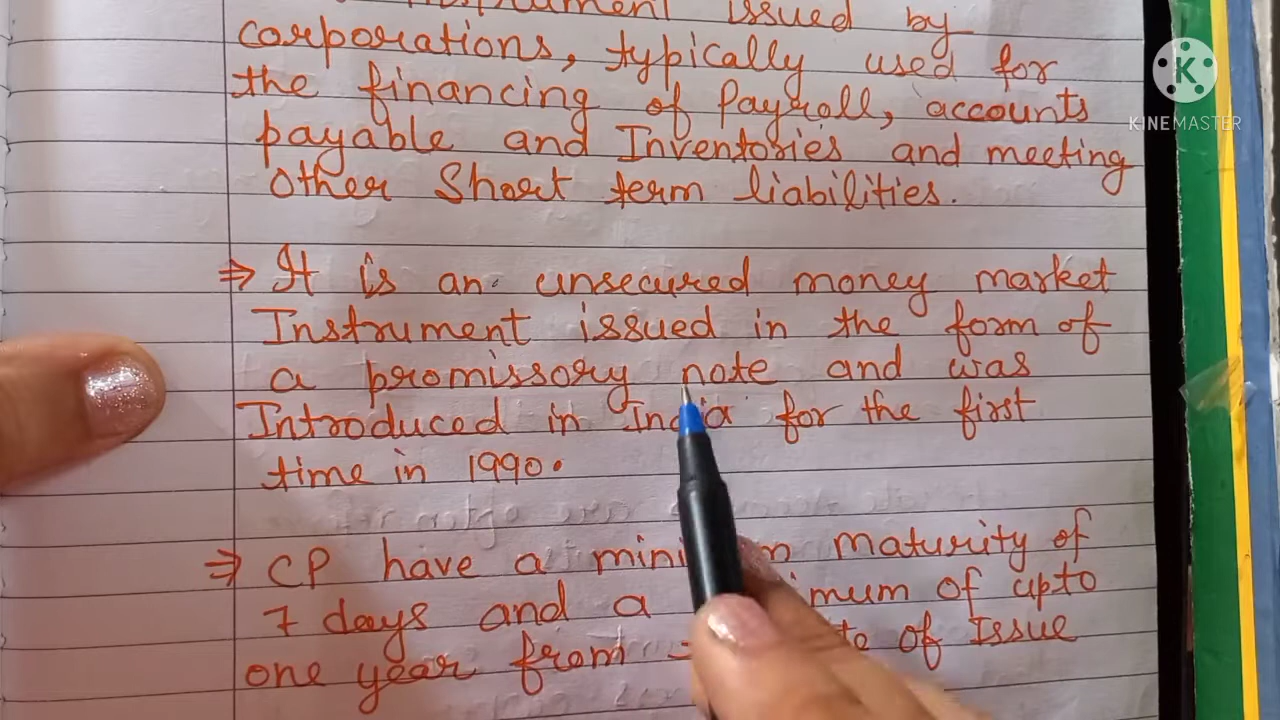 issued by
corporations, typically used for
the financing of Payroll, accounts
payable and Inventories and meeting
other Short term liabilities.
⇒ It is an unsecured money market
Instrument issued in the form of
a promissory note and was
Introduced in India for the first
time in 1990.
⇒ CP have a maturity of
7 days and a of upto
one year from of Issue
K
KINEMASTER